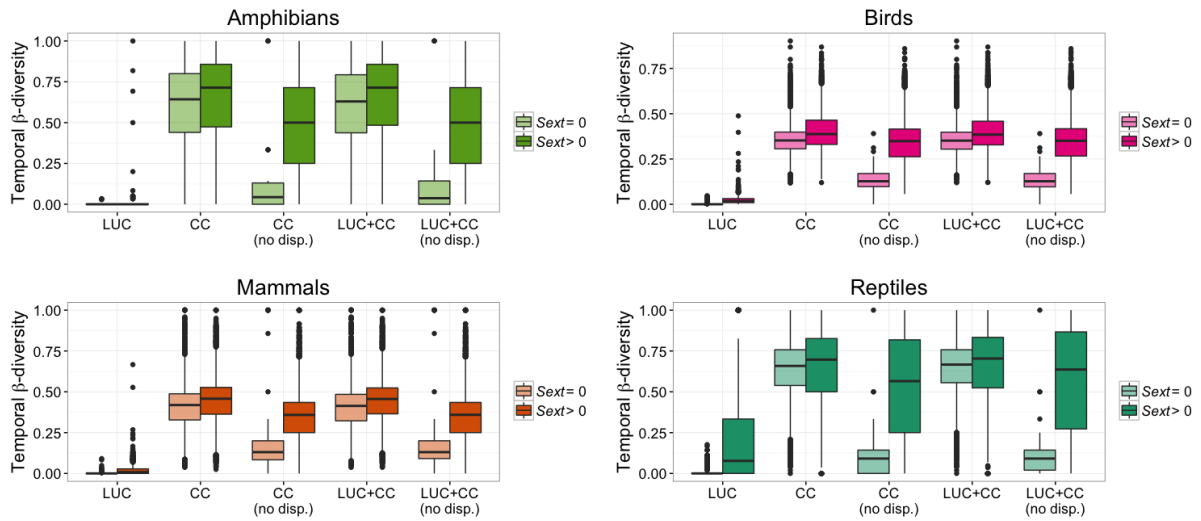 Amphibians
Temporal β-diversity
1.00
0.75
0.50
0.25
0.00
LUC
CC
CC
(no disp.)
LUC+CC
LUC+CC
(no disp.)
Sext = 0
Sext > 0
Birds
Temporal β-diversity
0.75
0.50
0.25
0.00
LUC
CC
CC
(no disp.)
LUC+CC
LUC+CC
(no disp.)
Sext = 0
Sext > 0
Mammals
Temporal β-diversity
1.00
0.75
0.50
0.25
0.00
LUC
CC
CC
(no disp.)
LUC+CC
LUC+CC
(no disp.)
Sext = 0
Sext > 0
Reptiles
Temporal β-diversity
1.00
0.75
0.50
0.25
0.00
LUC
CC
CC
(no disp.)
LUC+CC
LUC+CC
(no disp.)
Sext = 0
Sext > 0